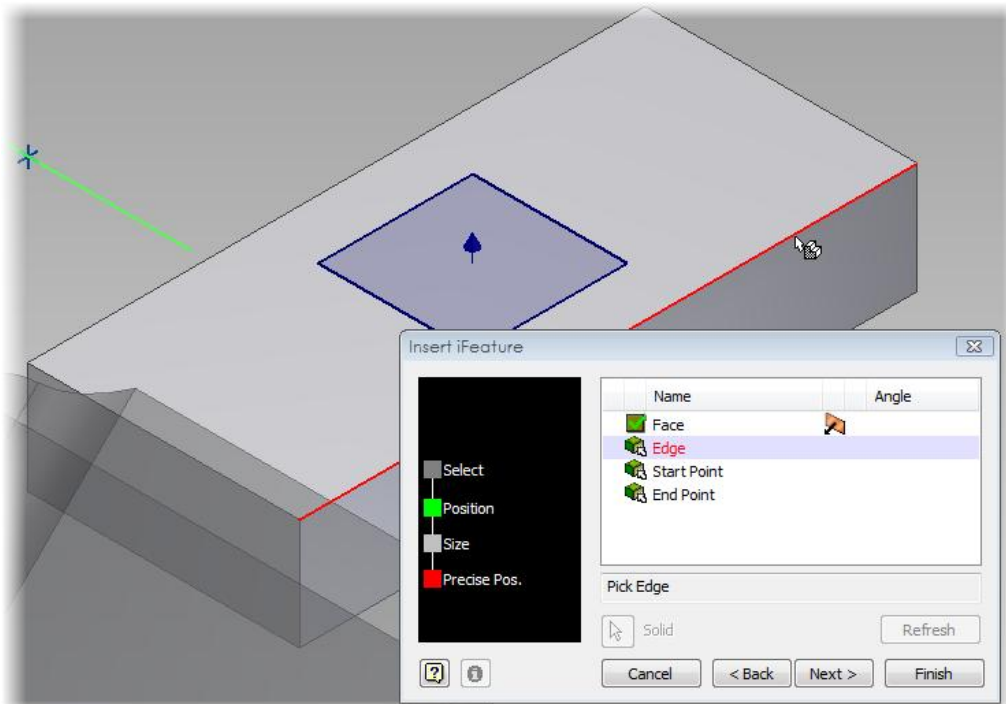 Insert iFeature
Name Angle
Face
Edge
Start Point
End Point
Select
Position
Size
Precise Pos.
Pick Edge
Solid Refresh
Cancel < Back Next > Finish